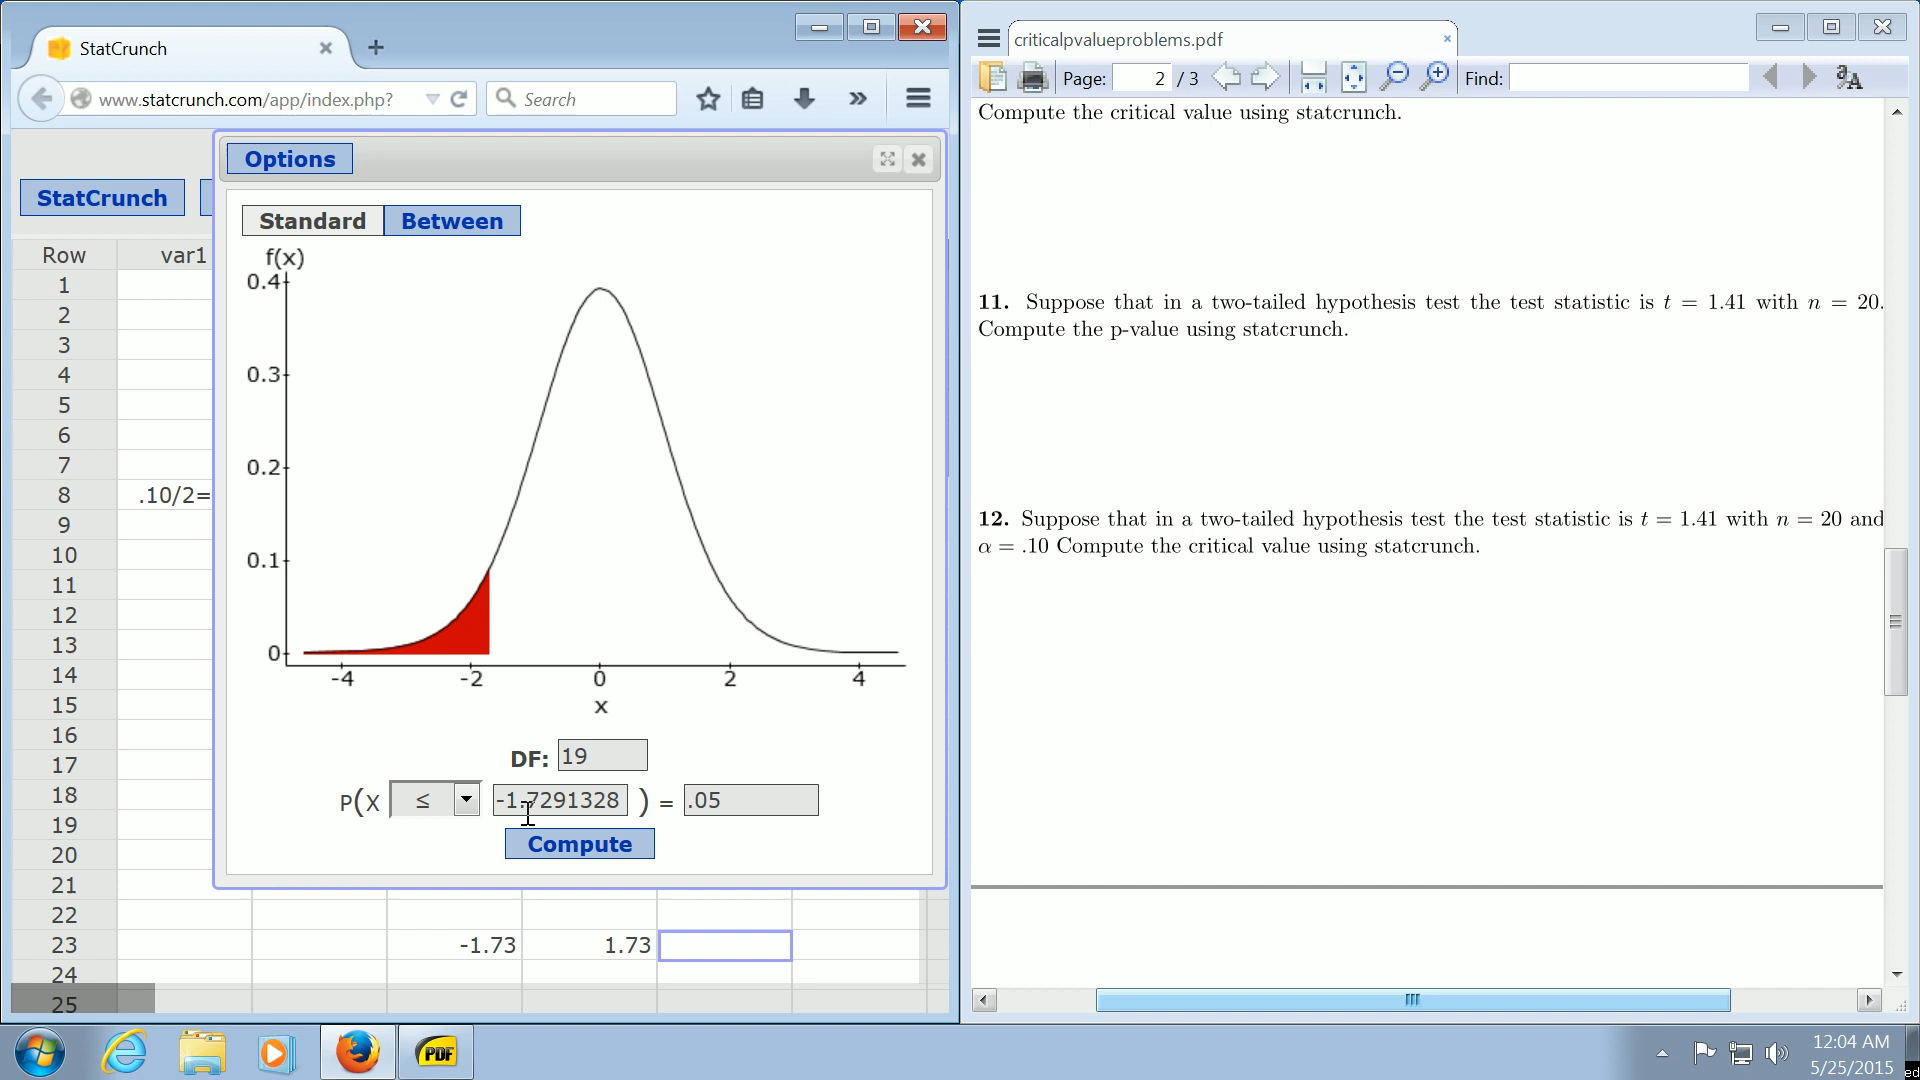 StatCrunch
www.statcrunch.com/app/index.php?
Search
Options
StatCrunch
Standard
Between
Row
var1
1
2
3
4
5
6
7
8
.10/2=
9
10
11
12
13
14
15
16
17
18
19
20
21
22
23
-1.73
1.73
24
25
f(x)
0.4
0.3
0.2
0.1
0
-4
-2
0
2
4
x
DF: 19
P(X ≤ -1.7291328 ) = .05
Compute
criticalpvalueproblems.pdf
Page: 2 / 3
Find:
Compute the critical value using statcrunch.
11. Suppose that in a two-tailed hypothesis test the test statistic is t = 1.41 with n = 20.
Compute the p-value using statcrunch.
12. Suppose that in a two-tailed hypothesis test the test statistic is t = 1.41 with n = 20 and
α = .10 Compute the critical value using statcrunch.
PDF
12:04 AM
5/25/2015
ed